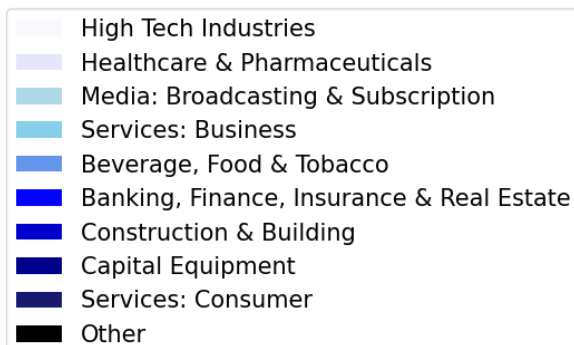 High Tech Industries
Healthcare & Pharmaceuticals
Media: Broadcasting & Subscription
Services: Business
Beverage, Food & Tobacco
Banking, Finance, Insurance & Real Estate
Construction & Building
Capital Equipment
Services: Consumer
Other